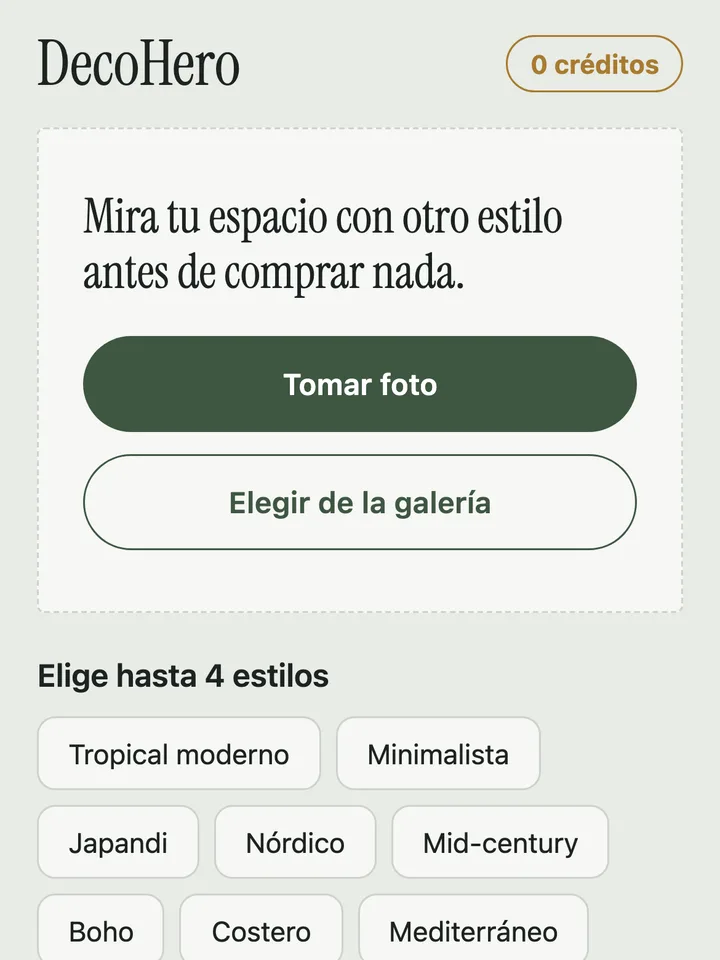 DecoHero
0 créditos
Mira tu espacio con otro estilo
antes de comprar nada.
Tomar foto
Elegir de la galería
Elige hasta 4 estilos
Tropical moderno
Minimalista
Japandi
Nórdico
Mid-century
Boho
Costero
Mediterráneo